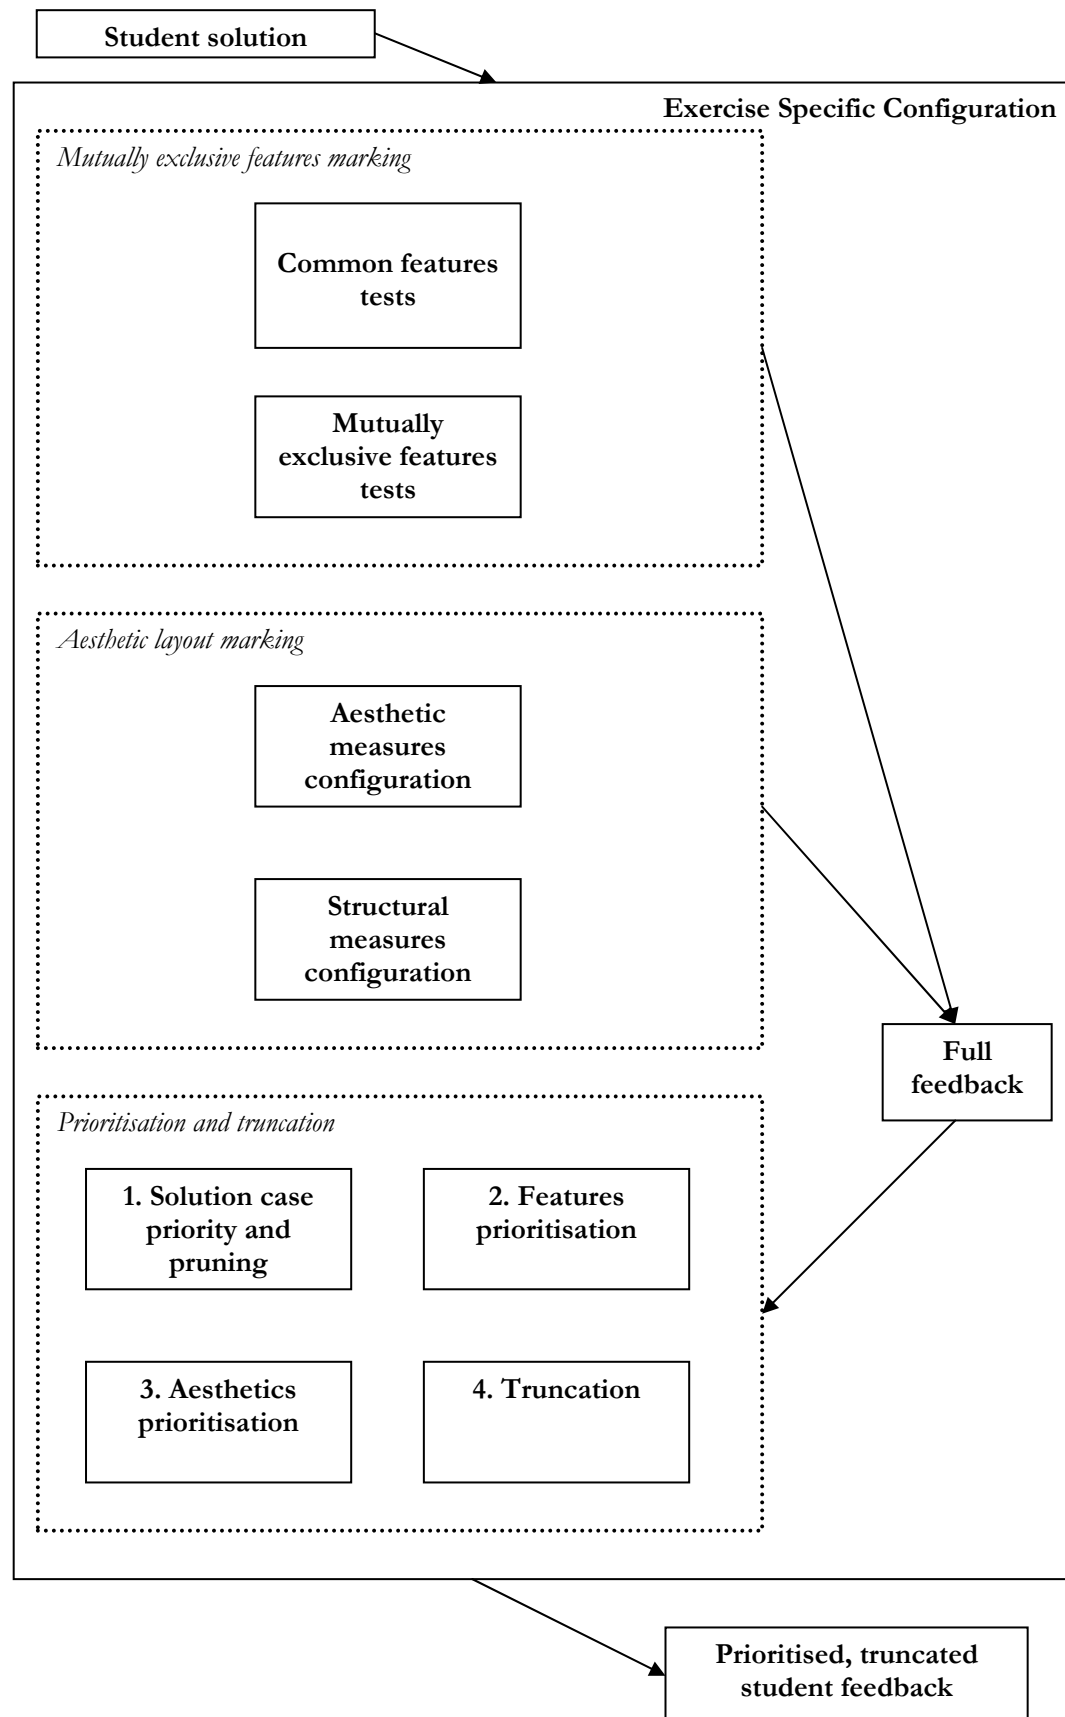 Student solution
Exercise Specific Configuration
Mutually exclusive features marking
Common features
tests
Mutually
exclusive features
tests
Aesthetic layout marking
Aesthetic
measures
configuration
Structural
measures
configuration
Full
feedback
Prioritisation and truncation
1. Solution case
priority and
pruning
2. Features
prioritisation
3. Aesthetics
prioritisation
4. Truncation
Prioritised, truncated
student feedback